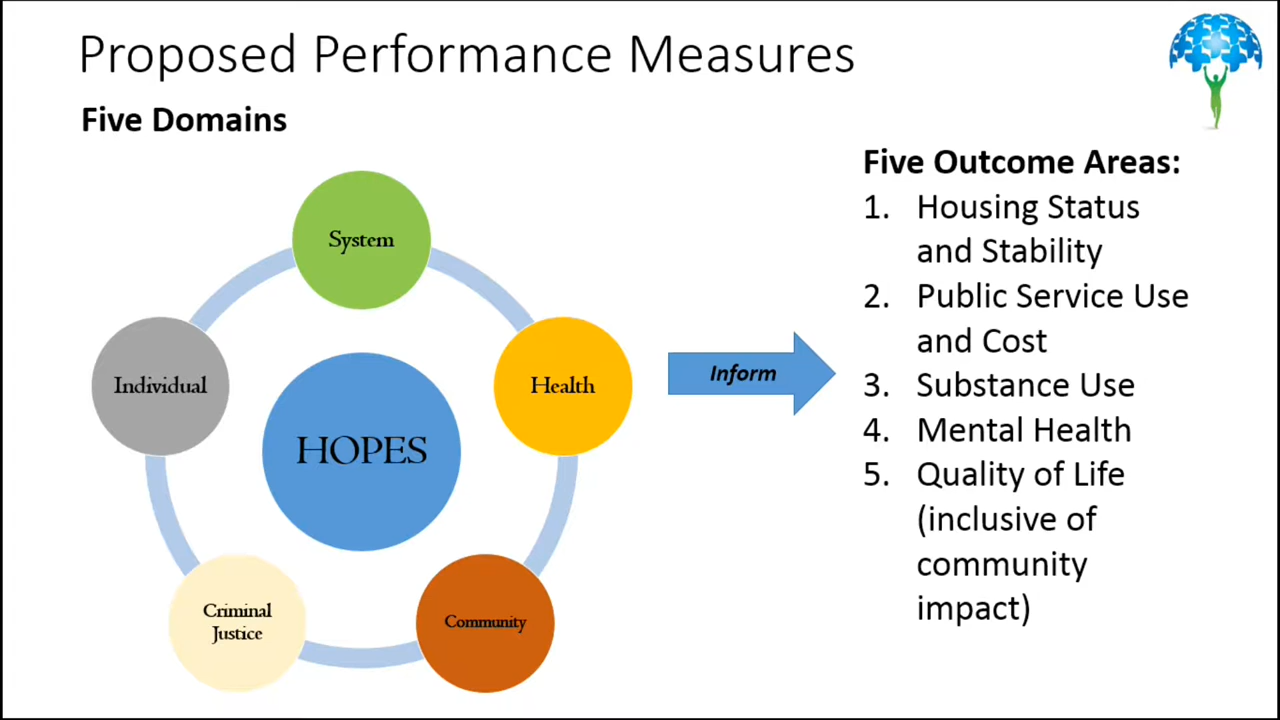 Proposed Performance Measures
Five Domains
System
Individual
Health
HOPES
Criminal
Justice
Community
Inform
Five Outcome Areas:
1. Housing Status
and Stability
2. Public Service Use
and Cost
3. Substance Use
4. Mental Health
5. Quality of Life
(inclusive of
community
impact)